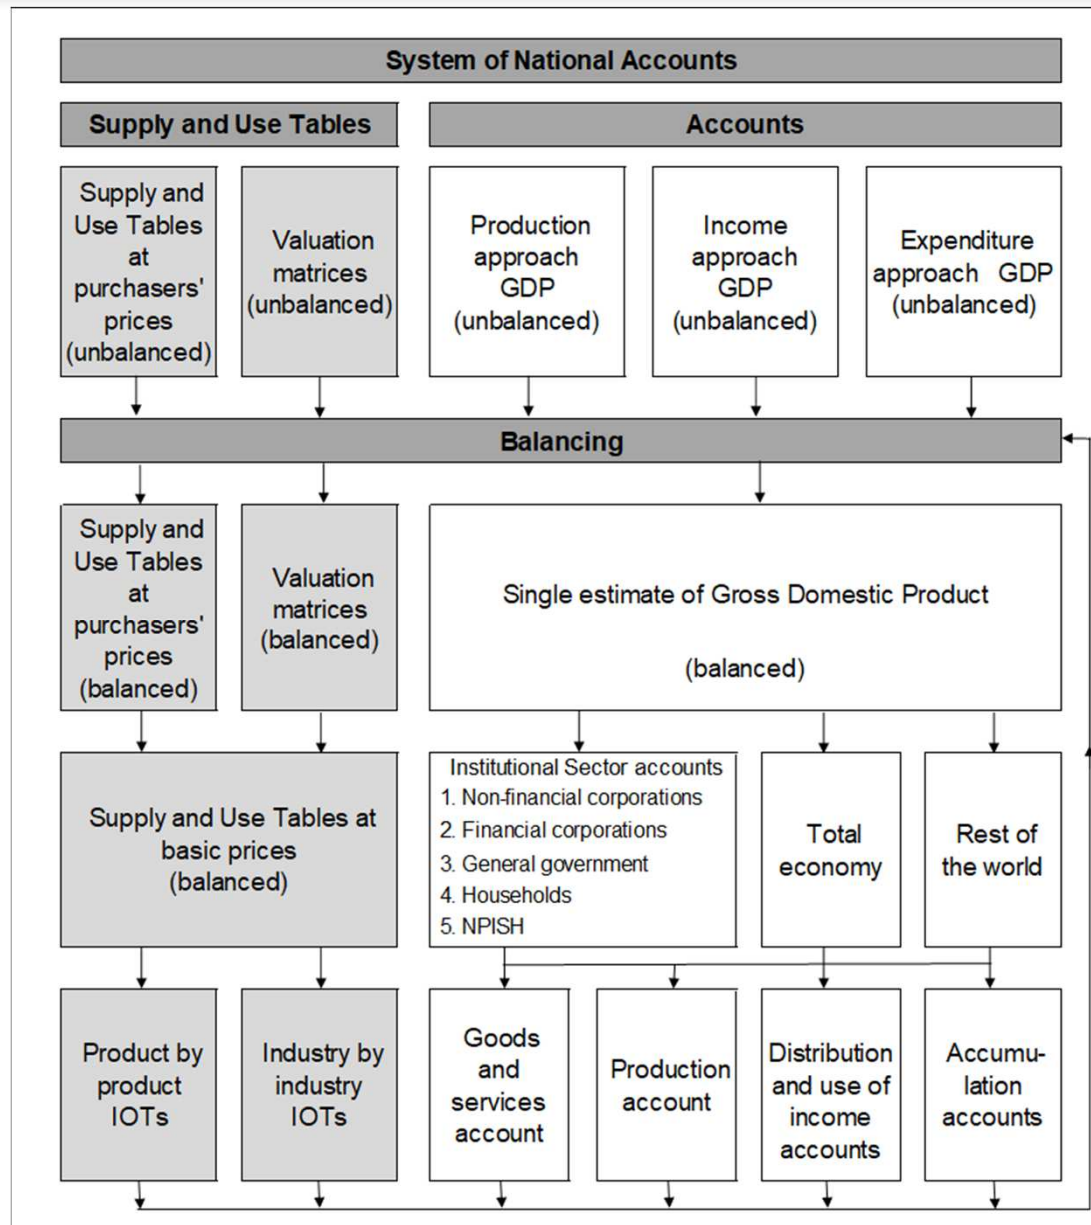 System of National Accounts
Supply and Use Tables
Accounts
Supply and
Use Tables
at
purchasers'
prices
(unbalanced)
Valuation
matrices
(unbalanced)
Production
approach
GDP
(unbalanced)
Income
approach
GDP
(unbalanced)
Expenditure
approach GDP
(unbalanced)
Balancing
Supply and
Use Tables
at
purchasers'
prices
(balanced)
Valuation
matrices
(balanced)
Single estimate of Gross Domestic Product
(balanced)
Supply and Use Tables at
basic prices
(balanced)
Institutional Sector accounts
1. Non-financial corporations
2. Financial corporations
3. General government
4. Households
5. NPISH
Total
economy
Rest of
the world
Product by
product
IOTs
Industry by
industry
IOTs
Goods
and
services
account
Production
account
Distribution
and use of
income
accounts
Accumu-
lation
accounts